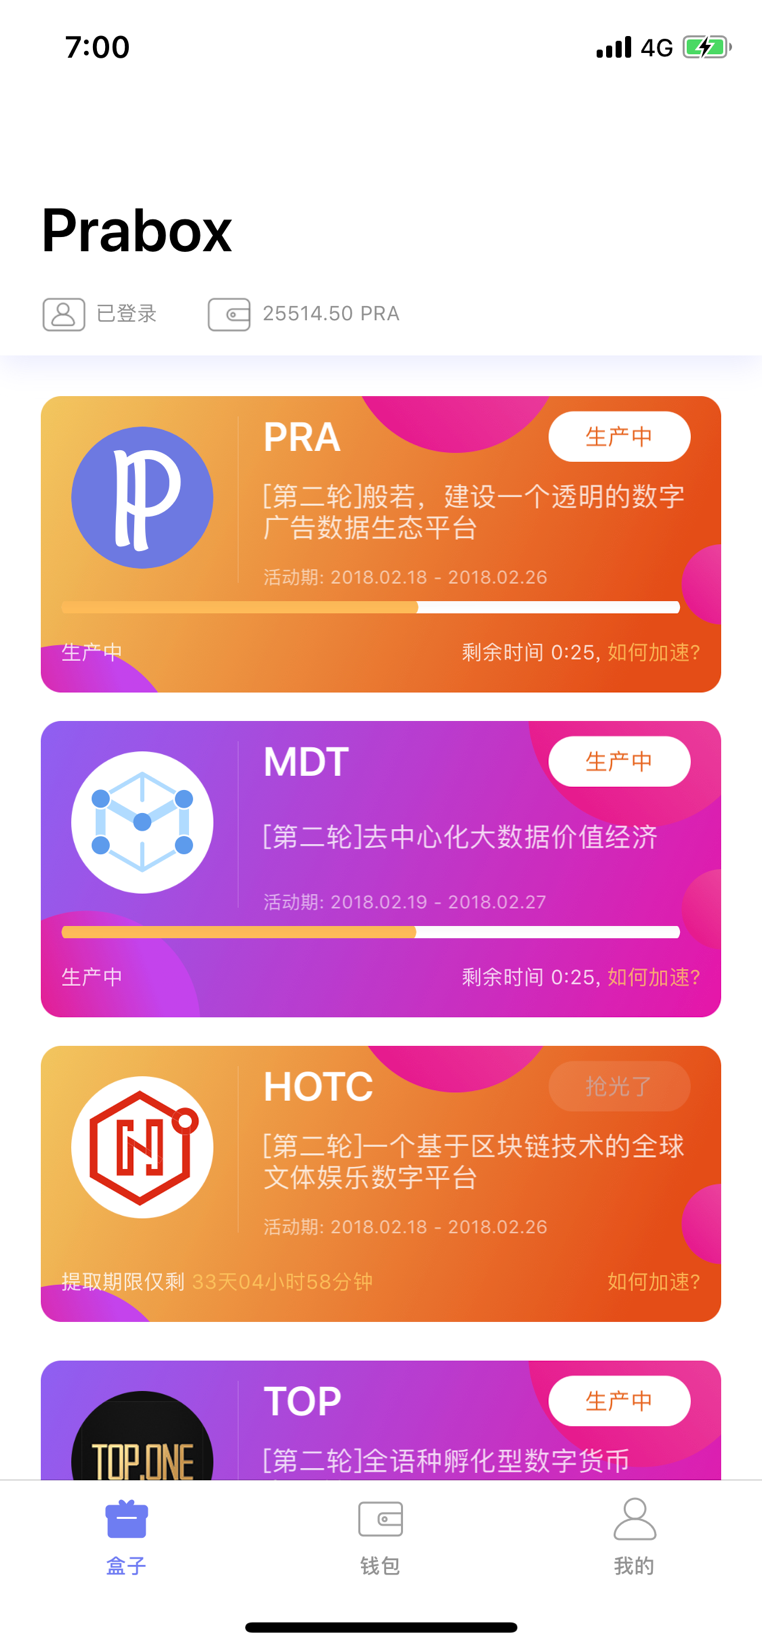 7:00
4G
Prabox
已登录
25514.50 PRA
PRA
生产中
[第二轮]般若，建设一个透明的数字
广告数据生态平台
活动期: 2018.02.18 - 2018.02.26
生产中
剩余时间 0:25, 如何加速?
MDT
生产中
[第二轮]去中心化大数据价值经济
活动期: 2018.02.19 - 2018.02.27
生产中
剩余时间 0:25, 如何加速?
HOTC
抢光了
[第二轮]一个基于区块链技术的全球
文体娱乐数字平台
活动期: 2018.02.18 - 2018.02.26
提取期限仅剩 33天04小时58分钟
如何加速?
TOP.ONE
TOP
生产中
[第二轮]全语种孵化型数字货币
盒子
钱包
我的